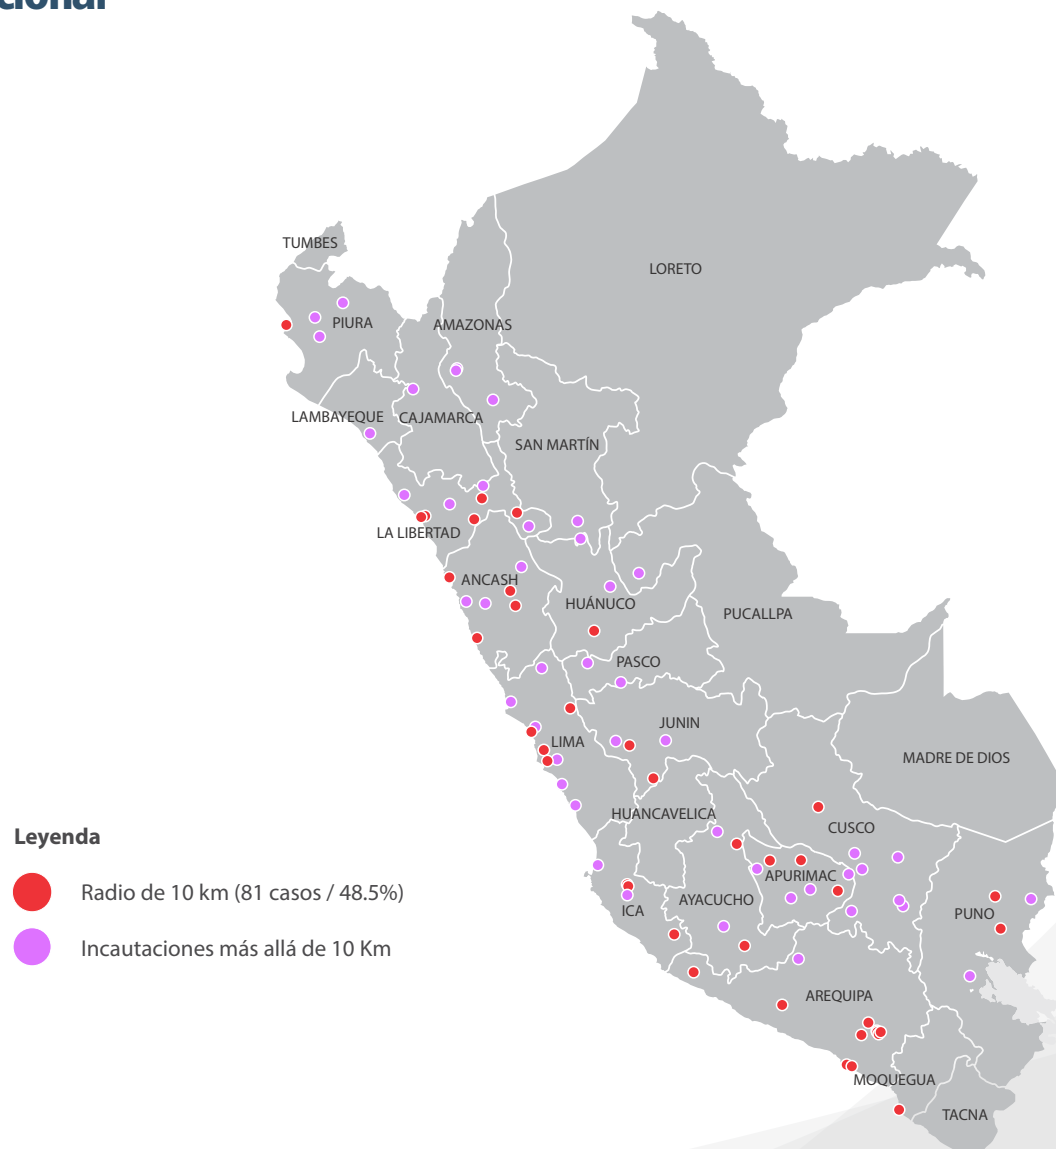 cional
TUMBES
LORETO
PIURA
AMAZONAS
LAMBAYEQUE
CAJAMARCA
SAN MARTÍN
LA LIBERTAD
ANCASH
HUÁNUCO
PUCALLPA
PASCO
JUNIN
LIMA
MADRE DE DIOS
HUANCAVELICA
CUSCO
Leyenda
APURIMAC
Radio de 10 km (81 casos / 48.5%)
AYACUCHO
ICA
PUNO
Incautaciones más allá de 10 Km
AREQUIPA
MOQUEGUA
TACNA